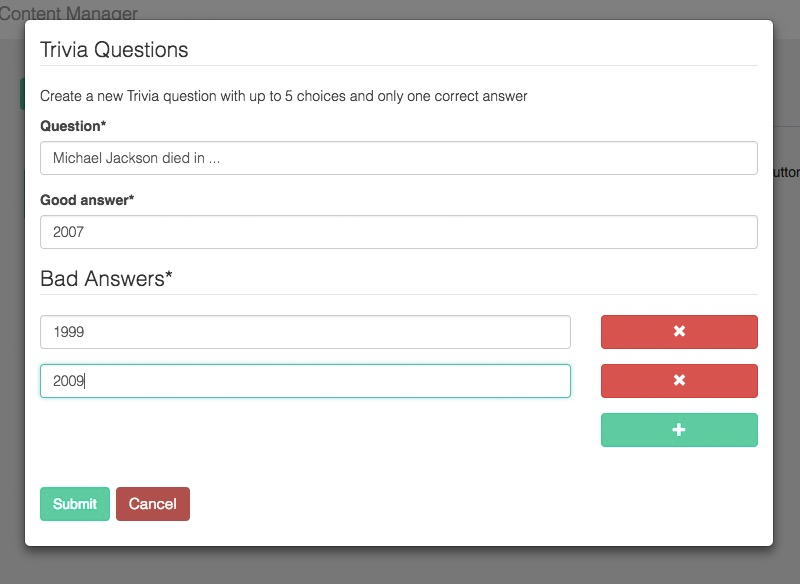 Content Manager
Trivia Questions
Create a new Trivia question with up to 5 choices and only one correct answer
Question*
Michael Jackson died in ...
Good answer*
2007
Bad Answers*
1999
2009
Submit Cancel